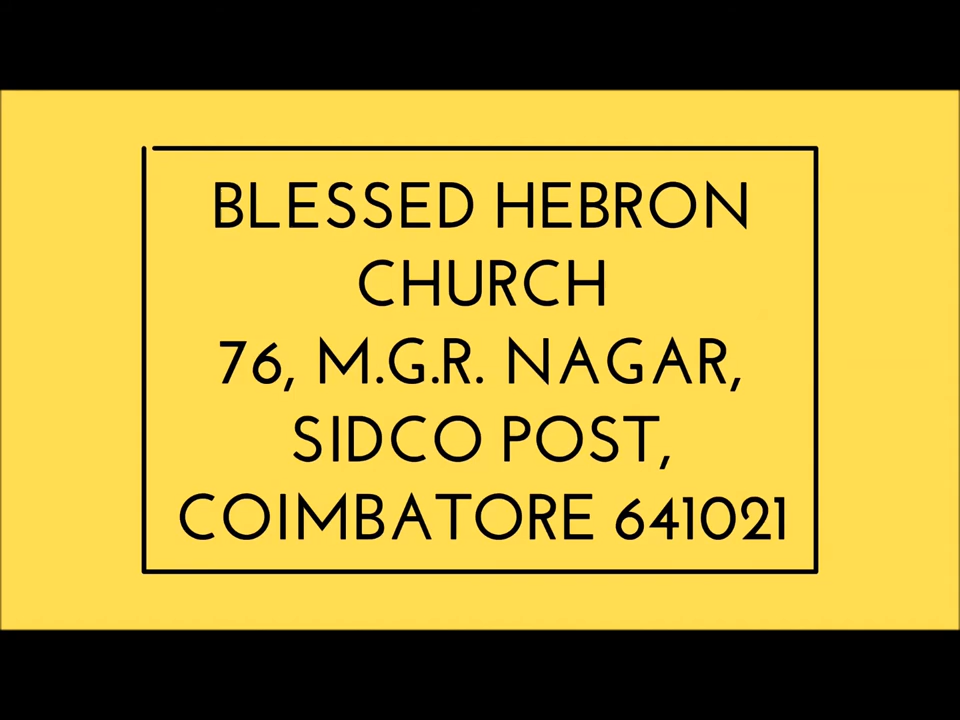 BLESSED HEBRON
CHURCH
76, M.G.R. NAGAR,
SIDCO POST,
COIMBATORE 641021